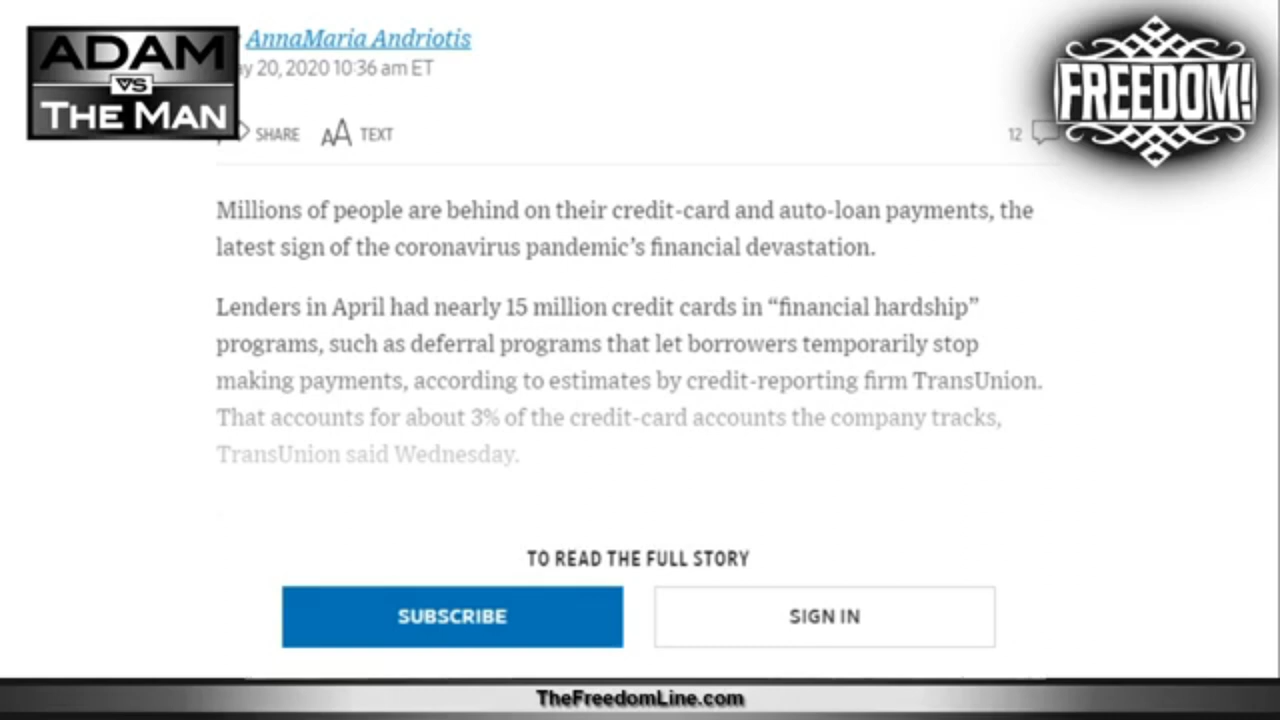 ADAM
VS
THE MAN
AnnaMaria Andriotis
20, 2020 10:36 am ET
FREEDOM!
SHARE AA TEXT
12
Millions of people are behind on their credit-card and auto-loan payments, the
latest sign of the coronavirus pandemic’s financial devastation.
Lenders in April had nearly 15 million credit cards in “financial hardship”
programs, such as deferral programs that let borrowers temporarily stop
making payments, according to estimates by credit-reporting firm TransUnion.
That accounts for about 3% of the credit-card accounts the company tracks,
TransUnion said Wednesday.
TO READ THE FULL STORY
SUBSCRIBE
SIGN IN
TheFreedomLine.com